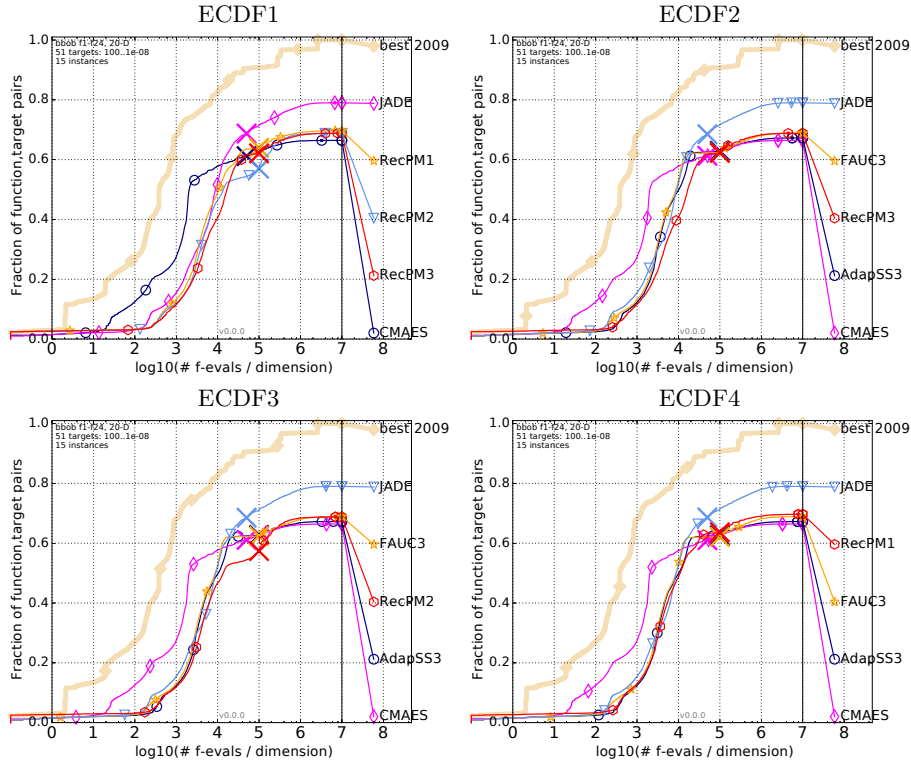 ECDF1
bbob f1-f24, 20-D
51 targets: 100..1e-08
15 instances
best 2009
JADE
RecPM1
RecPM2
RecPM3
CMAES
v0.0.0
Fraction of function,target pairs
1.0
0.8
0.6
0.4
0.2
0.0
0 1 2 3 4 5 6 7 8
log10(# f-evals / dimension)
ECDF2
bbob f1-f24, 20-D
51 targets: 100..1e-08
15 instances
best 2009
JADE
FAUC3
RecPM3
AdapSS3
CMAES
v0.0.0
Fraction of function,target pairs
1.0
0.8
0.6
0.4
0.2
0.0
0 1 2 3 4 5 6 7 8
log10(# f-evals / dimension)
ECDF3
bbob f1-f24, 20-D
51 targets: 100..1e-08
15 instances
best 2009
JADE
FAUC3
RecPM2
AdapSS3
CMAES
v0.0.0
Fraction of function,target pairs
1.0
0.8
0.6
0.4
0.2
0.0
0 1 2 3 4 5 6 7 8
log10(# f-evals / dimension)
ECDF4
bbob f1-f24, 20-D
51 targets: 100..1e-08
15 instances
best 2009
JADE
RecPM1
FAUC3
AdapSS3
CMAES
v0.0.0
Fraction of function,target pairs
1.0
0.8
0.6
0.4
0.2
0.0
0 1 2 3 4 5 6 7 8
log10(# f-evals / dimension)